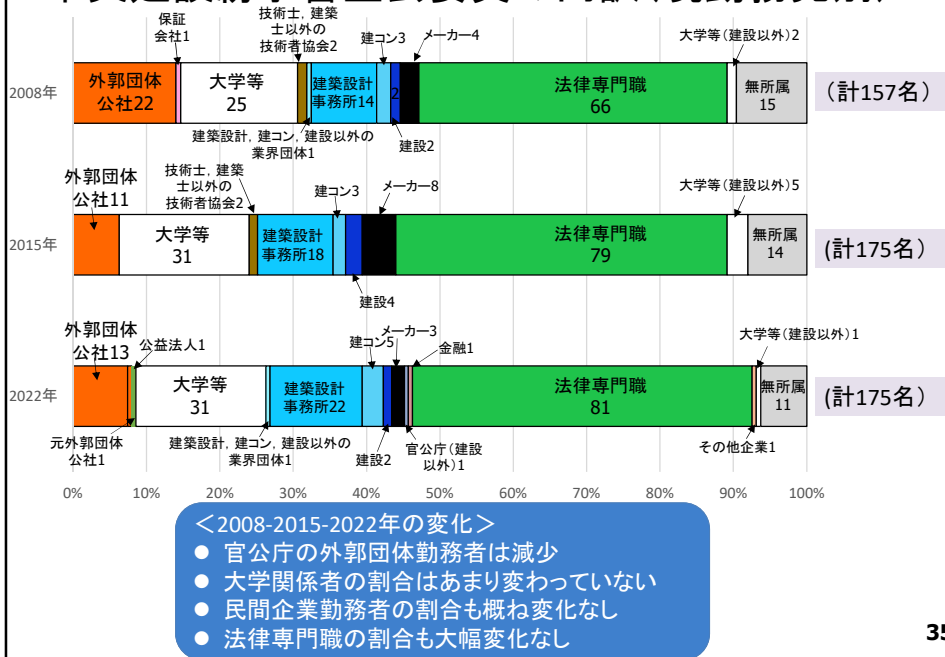 保証
会社1
技術士, 建築
士以外の
技術者協会2
建コン3
メーカー4
大学等(建設以外)2
2008年
外郭団体
公社22
大学等
25
建築設計
事務所14
2
法律専門職
66
無所属
15
(計157名)
建築設計, 建コン, 建設以外の
業界団体1
建設2
外郭団体
公社11
技術士, 建築
士以外の
技術者協会2
建コン3
メーカー8
大学等(建設以外)5
2015年
大学等
31
建築設計
事務所18
法律専門職
79
無所属
14
(計175名)
建設4
外郭団体
公社13
公益法人1
建コン5
メーカー3
金融1
大学等(建設以外)1
2022年
大学等
31
建築設計
事務所22
法律専門職
81
無所属
11
(計175名)
元外郭団体
公社1
建築設計, 建コン, 建設以外の
業界団体1
建設2
官公庁(建設
以外)1
その他企業1
0% 10% 20% 30% 40% 50% 60% 70% 80% 90% 100%
<2008-2015-2022年の変化>
● 官公庁の外郭団体勤務者は減少
● 大学関係者の割合はあまり変わっていない
● 民間企業勤務者の割合も概ね変化なし
● 法律専門職の割合も大幅変化なし
35